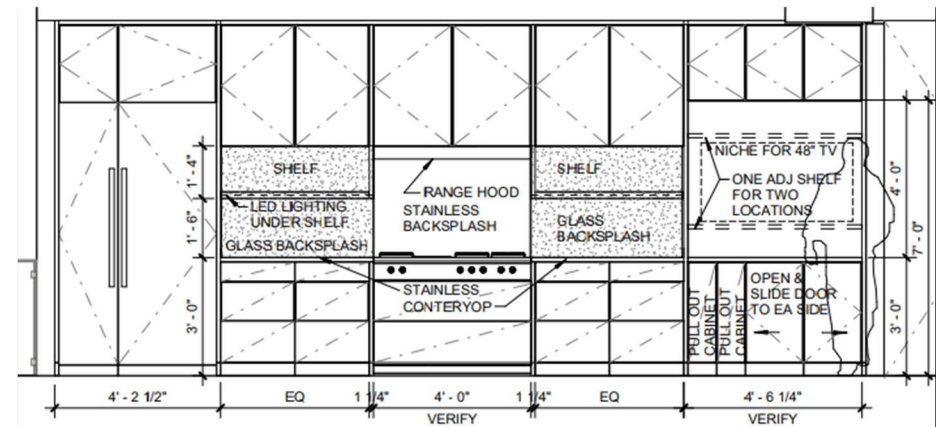 SHELF
SHELF
NICHE FOR 48" TV
ONE ADJ SHELF
FOR TWO
LOCATIONS
RANGE HOOD
STAINLESS
BACKSPLASH
LED LIGHTING
UNDER SHELF
GLASS BACKSPLASH
GLASS
BACKSPLASH
STAINLESS
CONTERYOP
OPEN &
SLIDE DOOR
TO EA SIDE
PULL OUT
CABINET
PULL OUT
CABINET
1' - 4"
1' - 6"
3' - 0"
4' - 0"
3' - 0"
7' - 0"
4' - 2 1/2"
EQ
1 1/4"
4' - 0"
VERIFY
1 1/4"
EQ
4' - 6 1/4"
VERIFY